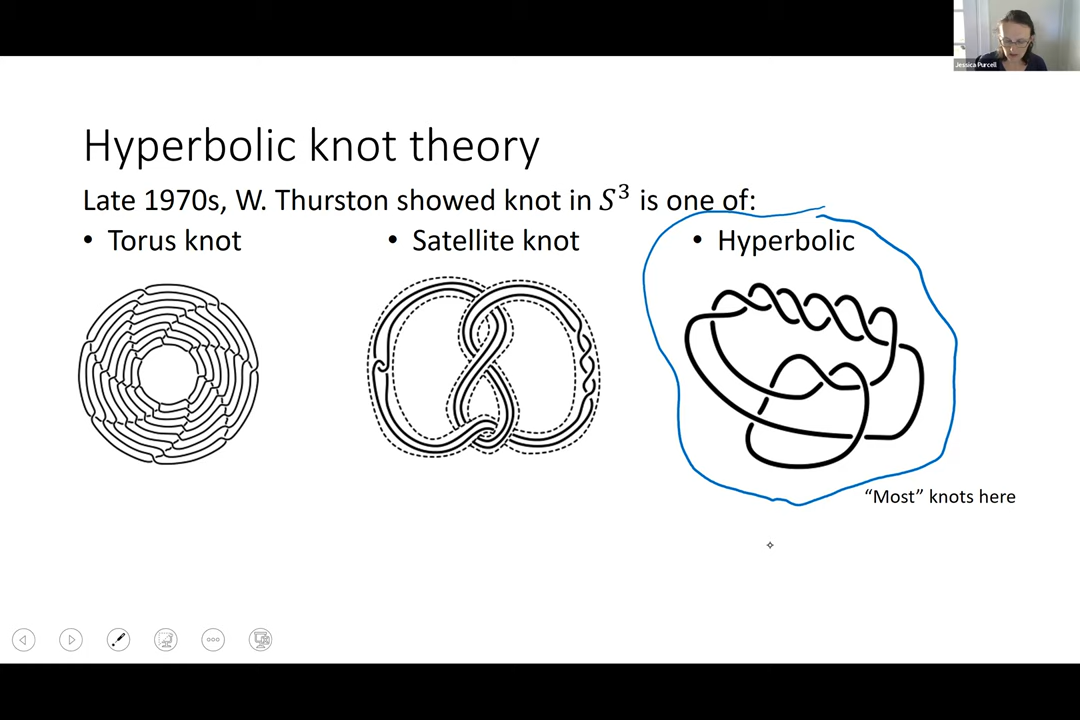 Jessica Purcell
Hyperbolic knot theory
Late 1970s, W. Thurston showed knot in S³ is one of:
• Torus knot
• Satellite knot
• Hyperbolic
“Most” knots here